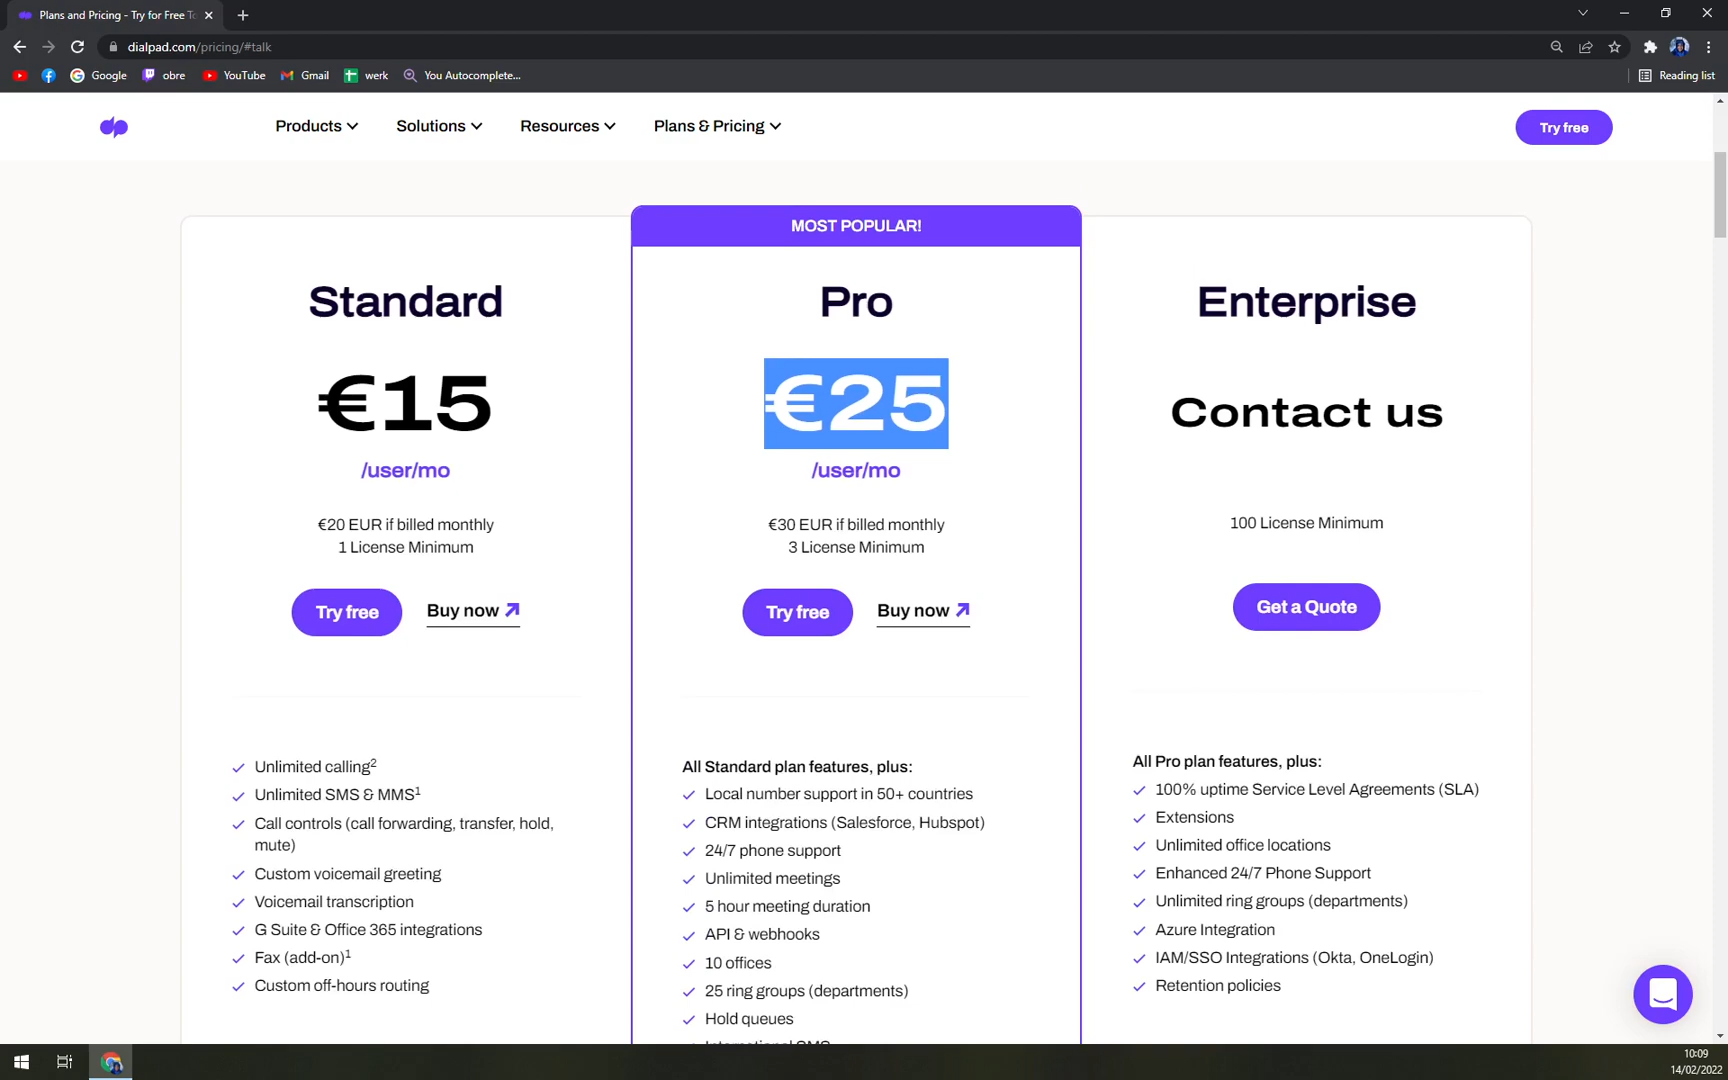 Plans and Pricing - Try for Free To
dialpad.com/pricing/#talk
Google
obre
YouTube
Gmail
werk
You Autocomplete...
Reading list
dp
Products
Solutions
Resources
Plans & Pricing
Try free
MOST POPULAR!
Standard
€15
/user/mo
€20 EUR if billed monthly
1 License Minimum
Try free
Buy now
Unlimited calling2
Unlimited SMS & MMS1
Call controls (call forwarding, transfer, hold,
mute)
Custom voicemail greeting
Voicemail transcription
G Suite & Office 365 integrations
Fax (add-on)1
Custom off-hours routing
Pro
€25
/user/mo
€30 EUR if billed monthly
3 License Minimum
Try free
Buy now
All Standard plan features, plus:
Local number support in 50+ countries
CRM integrations (Salesforce, Hubspot)
24/7 phone support
Unlimited meetings
5 hour meeting duration
API & webhooks
10 offices
25 ring groups (departments)
Hold queues
International SMS
Enterprise
Contact us
100 License Minimum
Get a Quote
All Pro plan features, plus:
100% uptime Service Level Agreements (SLA)
Extensions
Unlimited office locations
Enhanced 24/7 Phone Support
Unlimited ring groups (departments)
Azure Integration
IAM/SSO Integrations (Okta, OneLogin)
Retention policies
10:09
14/02/2022